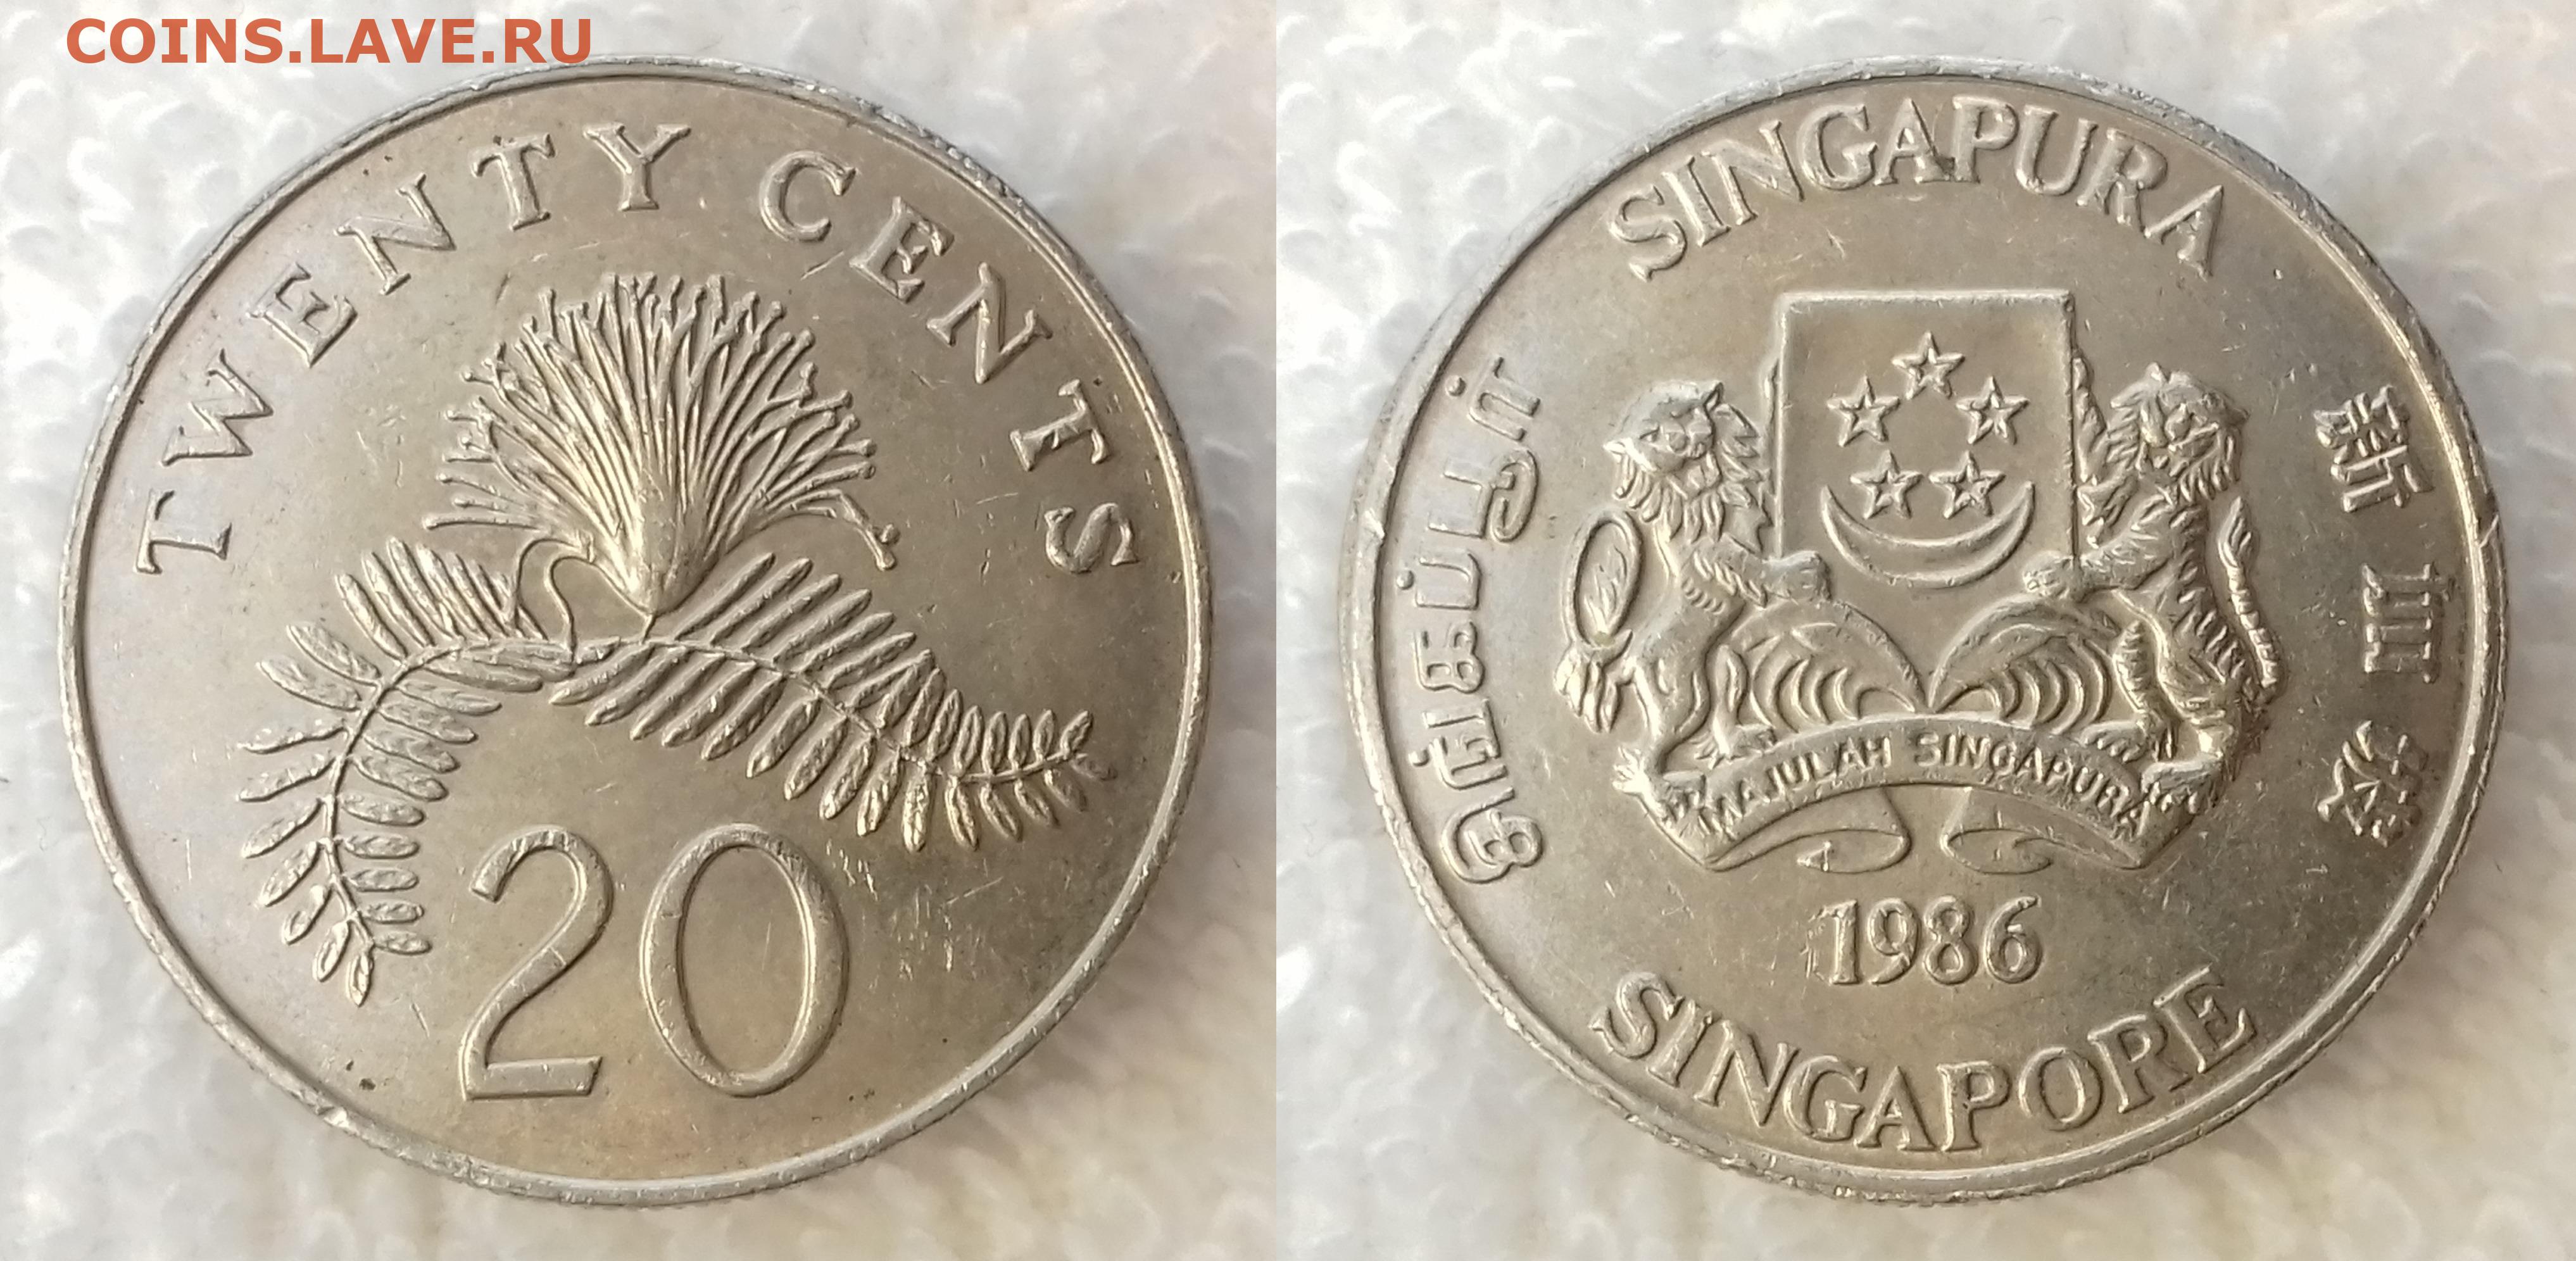 COINS.LAVE.RU
TWENTY CENTS
20
SINGAPURA
சிங்கப்பூர்
新加坡
MAJULAH SINGAPURA
1986
SINGAPORE